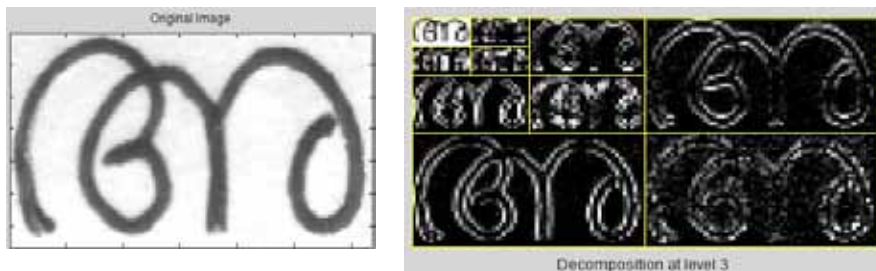 Original Image
ആ
Decomposition at level 3